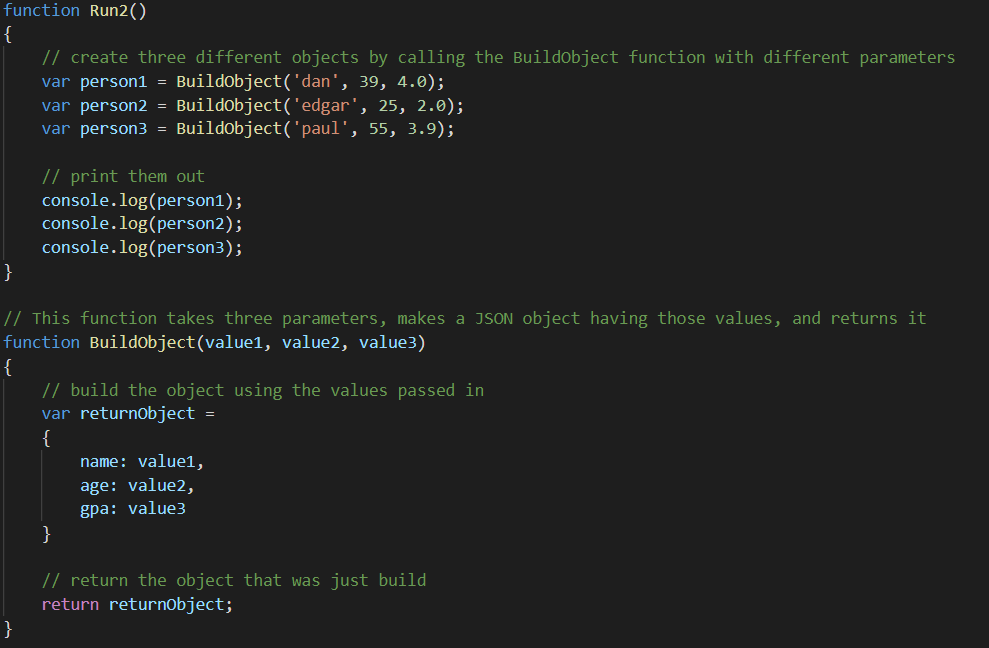 function Run2()
{
    // create three different objects by calling the BuildObject function with different parameters
    var person1 = BuildObject('dan', 39, 4.0);
    var person2 = BuildObject('edgar', 25, 2.0);
    var person3 = BuildObject('paul', 55, 3.9);

    // print them out
    console.log(person1);
    console.log(person2);
    console.log(person3);
}

// This function takes three parameters, makes a JSON object having those values, and returns it
function BuildObject(value1, value2, value3)
{
    // build the object using the values passed in
    var returnObject =
    {
        name: value1,
        age: value2,
        gpa: value3
    }

    // return the object that was just build
    return returnObject;
}